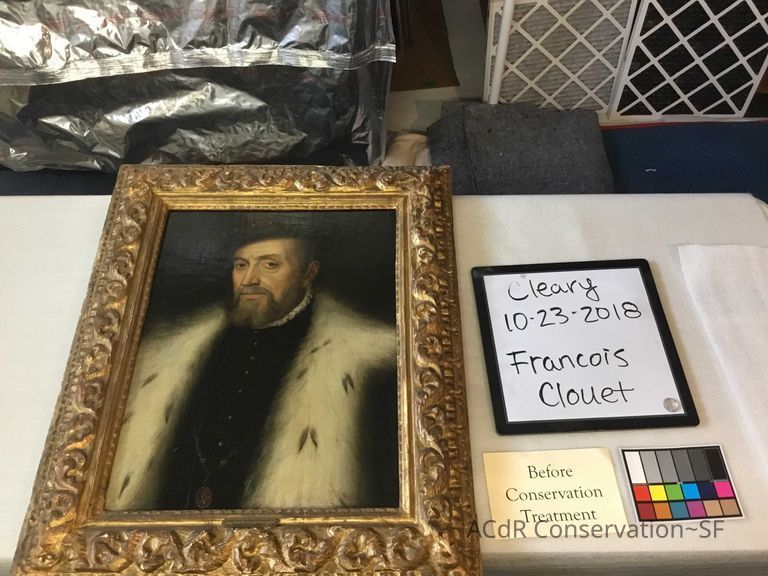 Cleary
10-23-2018
Francois
Clouet
Before
Conservation
Treatment
ACdR Conservation~SF